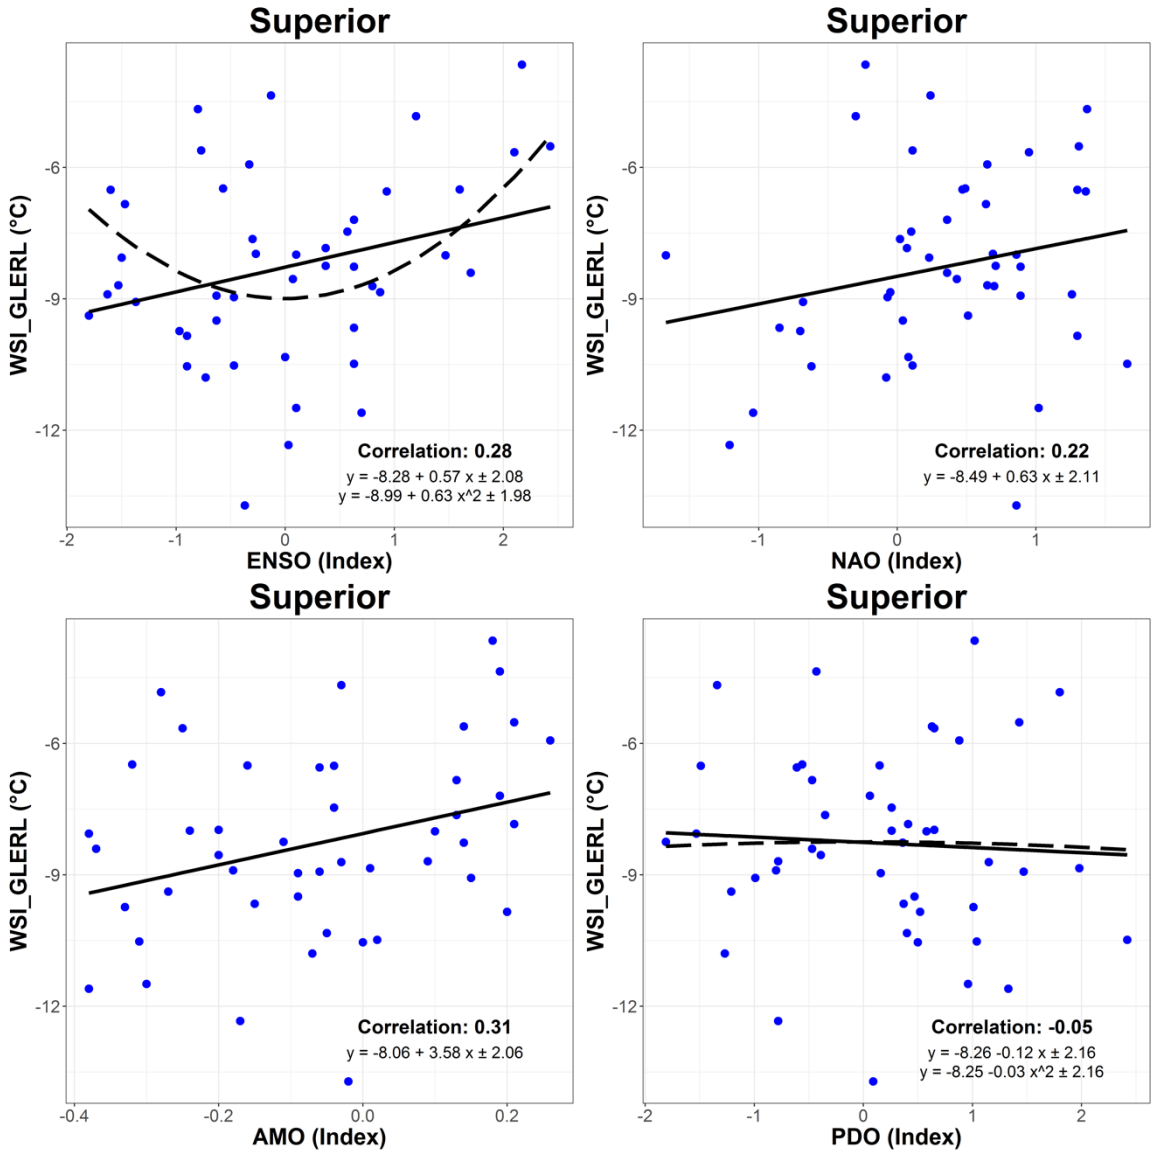 Superior
WSI_GLERL (°C)
-6
-9
-12
Correlation: 0.28
y = -8.28 + 0.57 x ± 2.08
y = -8.99 + 0.63 x^2 ± 1.98
-2 -1 0 1 2
ENSO (Index)
Superior
WSI_GLERL (°C)
-6
-9
-12
Correlation: 0.22
y = -8.49 + 0.63 x ± 2.11
-1 0 1
NAO (Index)
Superior
WSI_GLERL (°C)
-6
-9
-12
Correlation: 0.31
y = -8.06 + 3.58 x ± 2.06
-0.4 -0.2 0.0 0.2
AMO (Index)
Superior
WSI_GLERL (°C)
-6
-9
-12
Correlation: -0.05
y = -8.26 -0.12 x ± 2.16
y = -8.25 -0.03 x^2 ± 2.16
-2 -1 0 1 2
PDO (Index)